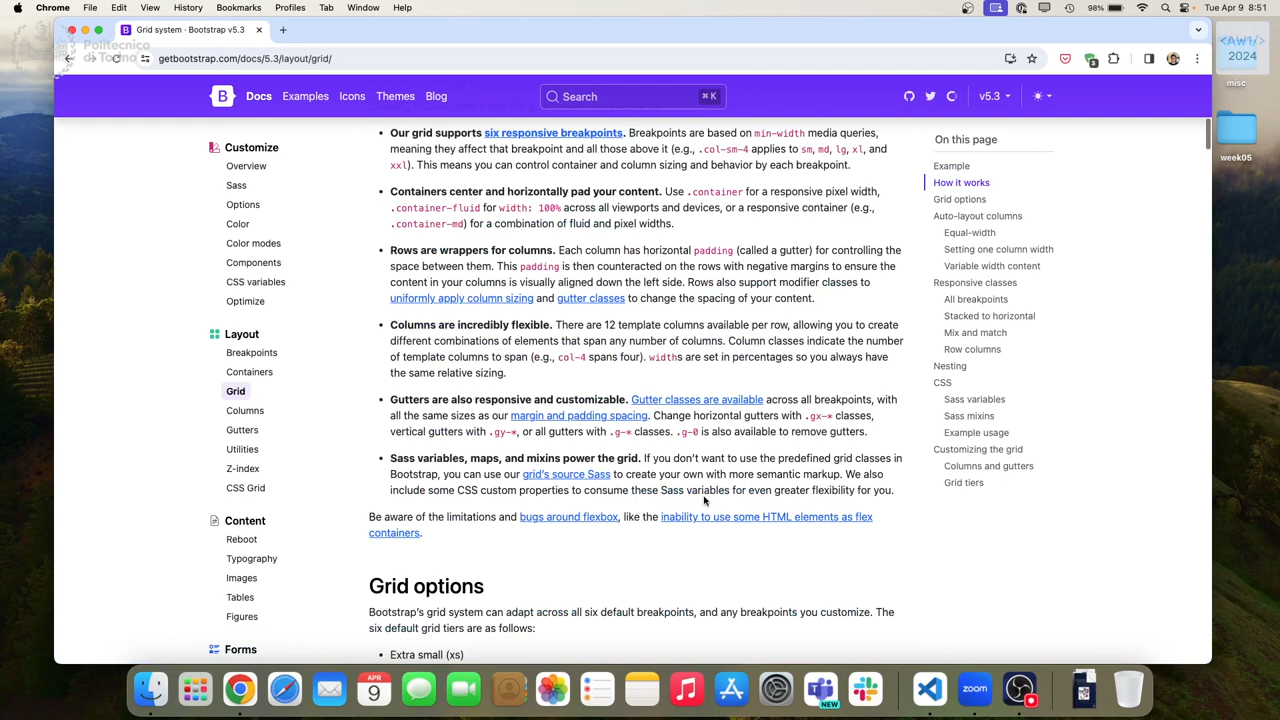 Chrome File Edit View History Bookmarks Profiles Tab Window Help 98% Tue Apr 9 8:51
Grid system · Bootstrap v5.3
Politecnico
di Torino
getbootstrap.com/docs/5.3/layout/grid/
3
B Docs Examples Icons Themes Blog Search ⌘ K v5.3
2024
misc
week05
Customize
Overview
Sass
Options
Color
Color modes
Components
CSS variables
Optimize
Layout
Breakpoints
Containers
Grid
Columns
Gutters
Utilities
Z-index
CSS Grid
Content
Reboot
Typography
Images
Tables
Figures
Forms
• Our grid supports six responsive breakpoints. Breakpoints are based on min-width media queries,
meaning they affect that breakpoint and all those above it (e.g., .col-sm-4 applies to sm, md, lg, xl, and
xxl). This means you can control container and column sizing and behavior by each breakpoint.
• Containers center and horizontally pad your content. Use .container for a responsive pixel width,
.container-fluid for width: 100% across all viewports and devices, or a responsive container (e.g.,
.container-md) for a combination of fluid and pixel widths.
• Rows are wrappers for columns. Each column has horizontal padding (called a gutter) for controlling the
space between them. This padding is then counteracted on the rows with negative margins to ensure the
content in your columns is visually aligned down the left side. Rows also support modifier classes to
uniformly apply column sizing and gutter classes to change the spacing of your content.
• Columns are incredibly flexible. There are 12 template columns available per row, allowing you to create
different combinations of elements that span any number of columns. Column classes indicate the number
of template columns to span (e.g., col-4 spans four). widths are set in percentages so you always have
the same relative sizing.
• Gutters are also responsive and customizable. Gutter classes are available across all breakpoints, with
all the same sizes as our margin and padding spacing. Change horizontal gutters with .gx-* classes,
vertical gutters with .gy-*, or all gutters with .g-* classes. .g-0 is also available to remove gutters.
• Sass variables, maps, and mixins power the grid. If you don't want to use the predefined grid classes in
Bootstrap, you can use our grid's source Sass to create your own with more semantic markup. We also
include some CSS custom properties to consume these Sass variables for even greater flexibility for you.
Be aware of the limitations and bugs around flexbox, like the inability to use some HTML elements as flex
containers.
Grid options
Bootstrap's grid system can adapt across all six default breakpoints, and any breakpoints you customize. The
six default grid tiers are as follows:
• Extra small (xs)
On this page
Example
How it works
Grid options
Auto-layout columns
Equal-width
Setting one column width
Variable width content
Responsive classes
All breakpoints
Stacked to horizontal
Mix and match
Row columns
Nesting
CSS
Sass variables
Sass mixins
Example usage
Customizing the grid
Columns and gutters
Grid tiers
APR
9
NEW
zoom